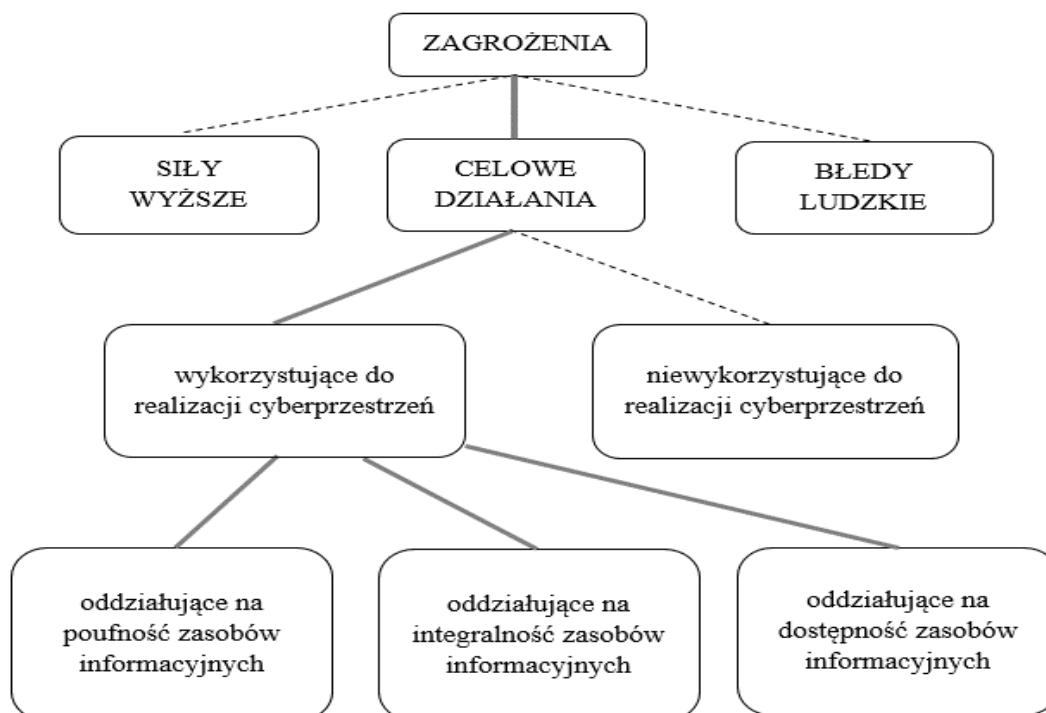 ZAGROŻENIA
SIŁY
WYŻSZE
CELOWE
DZIAŁANIA
BŁEDY
LUDZKIE
wykorzystujące do
realizacji cyberprzestrzeń
niewykorzystujące do
realizacji cyberprzestrzeń
oddziałujące na
poufność zasobów
informacyjnych
oddziałujące na
integralność zasobów
informacyjnych
oddziałujące na
dostępność zasobów
informacyjnych